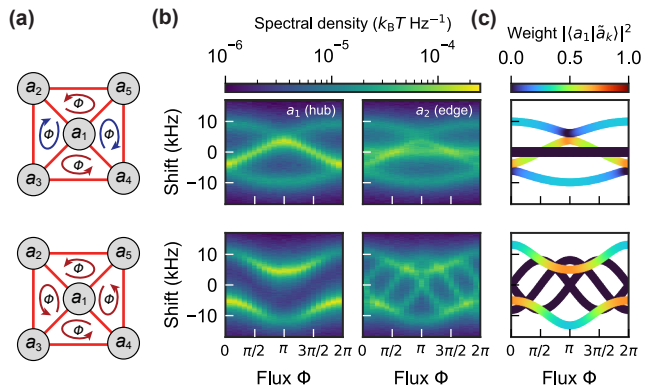 (a)
(b)
(c)
Spectral density (k_BT Hz⁻¹)
10⁻⁶ 10⁻⁵ 10⁻⁴
Weight |⟨a₁|ã_k⟩|²
0.0 0.5 1.0
a₂ a₅
Φ
Φ a₁ Φ
Φ
a₃ a₄
Shift (kHz)
10
0
−10
a₁ (hub)
a₂ (edge)
a₂ a₅
Φ
Φ a₁ Φ
Φ
a₃ a₄
Shift (kHz)
10
0
−10
0 π/2 π 3π/2 2π
0 π/2 π 3π/2 2π
0 π/2 π 3π/2 2π
Flux Φ
Flux Φ
Flux Φ